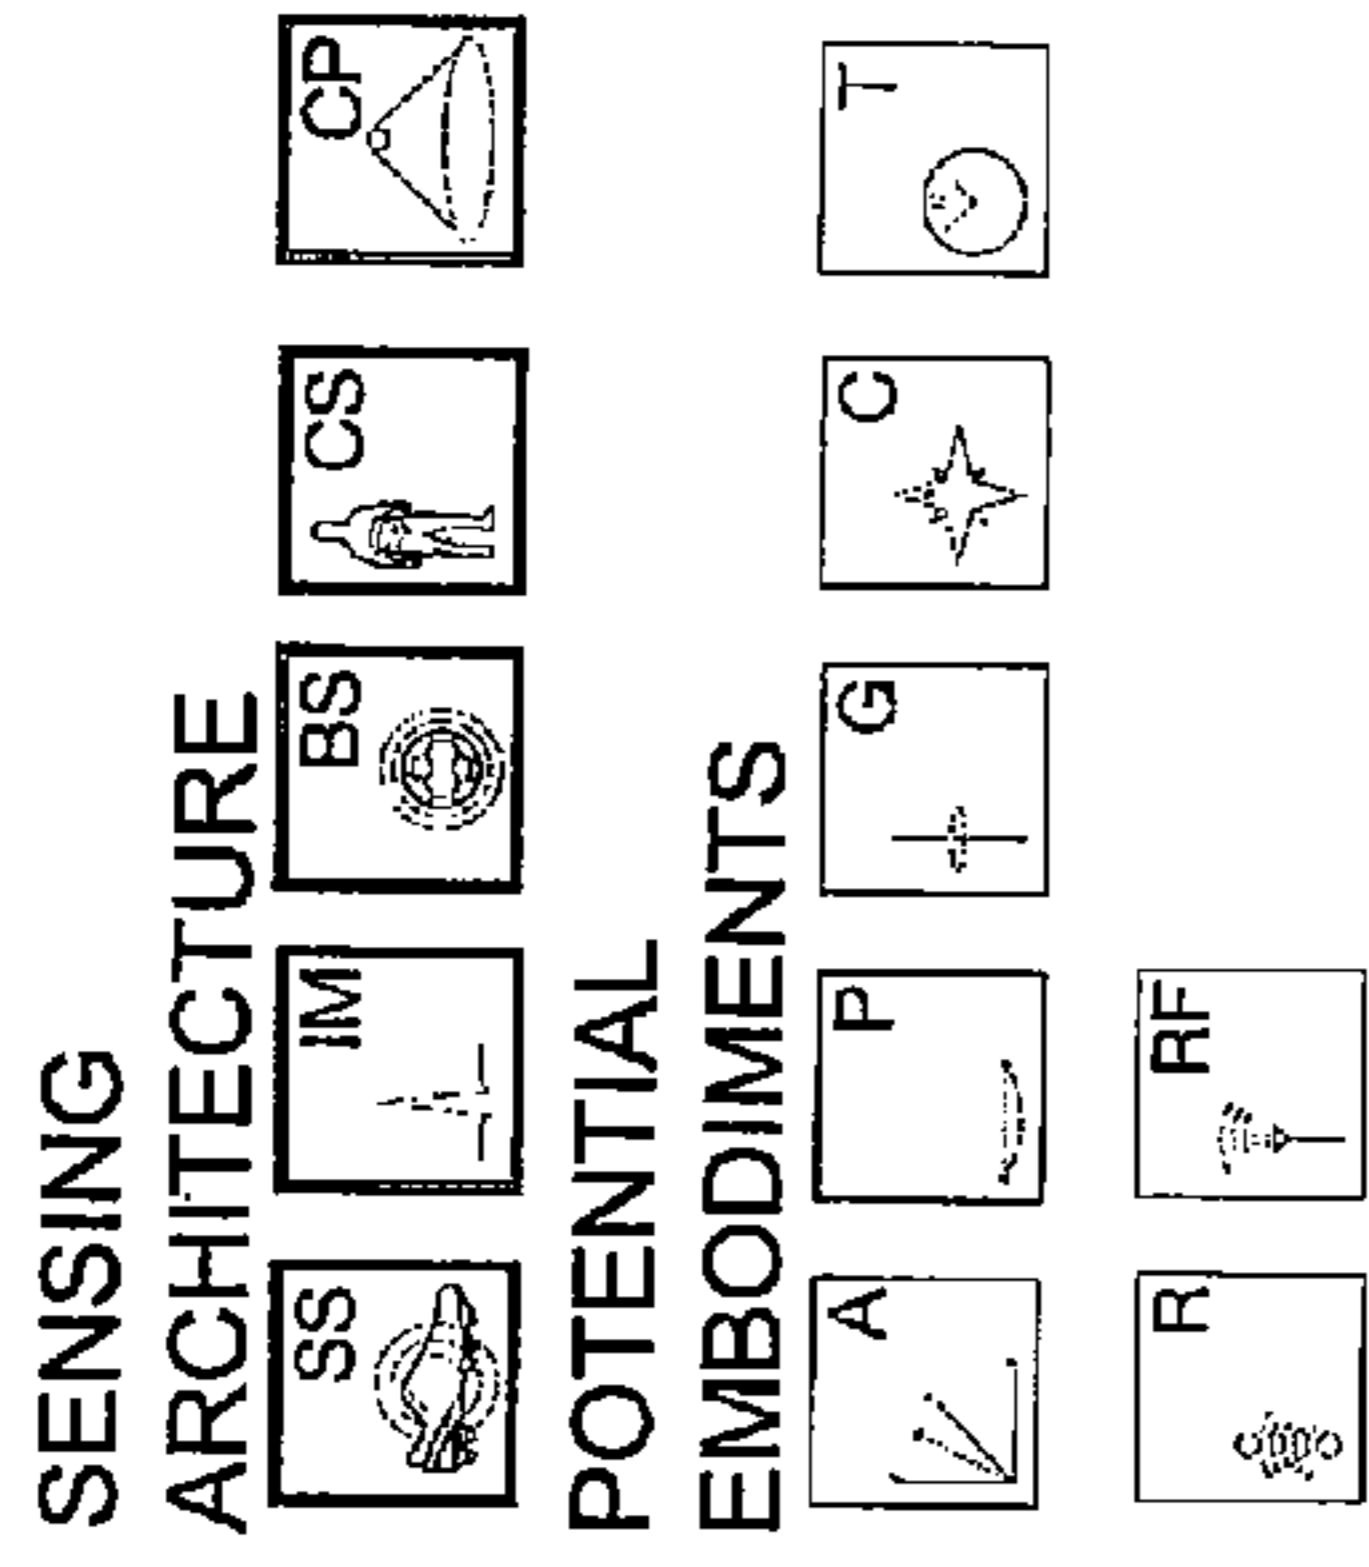 SENSING
ARCHITECTURE
SS IM BS CS CP
POTENTIAL
EMBODIMENTS
A P G C T
R RF